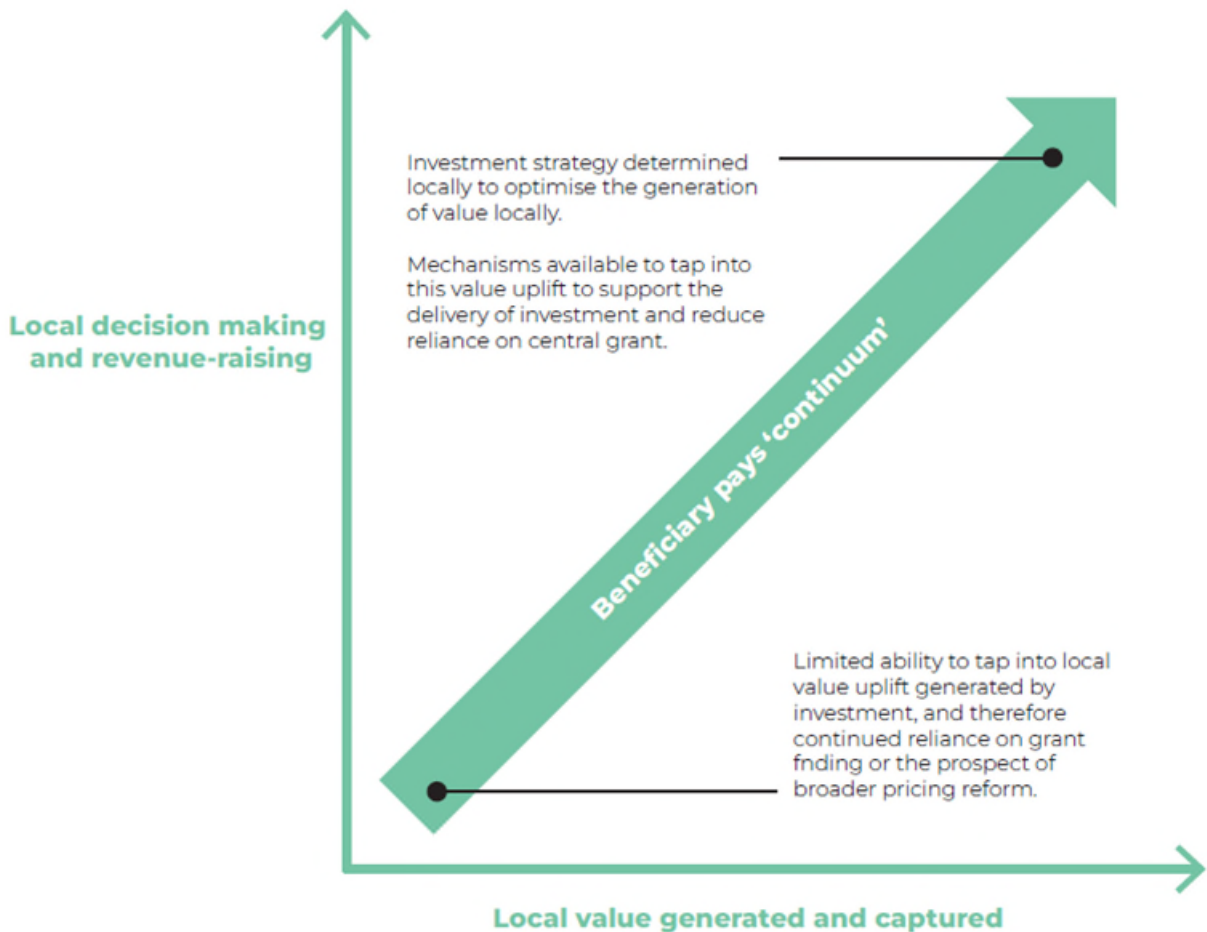 Investment strategy determined
locally to optimise the generation
of value locally.
Mechanisms available to tap into
this value uplift to support the
delivery of investment and reduce
reliance on central grant.
Local decision making
and revenue-raising
Beneficiary pays ‘continuum’
Limited ability to tap into local
value uplift generated by
investment, and therefore
continued reliance on grant
fnding or the prospect of
broader pricing reform.
Local value generated and captured